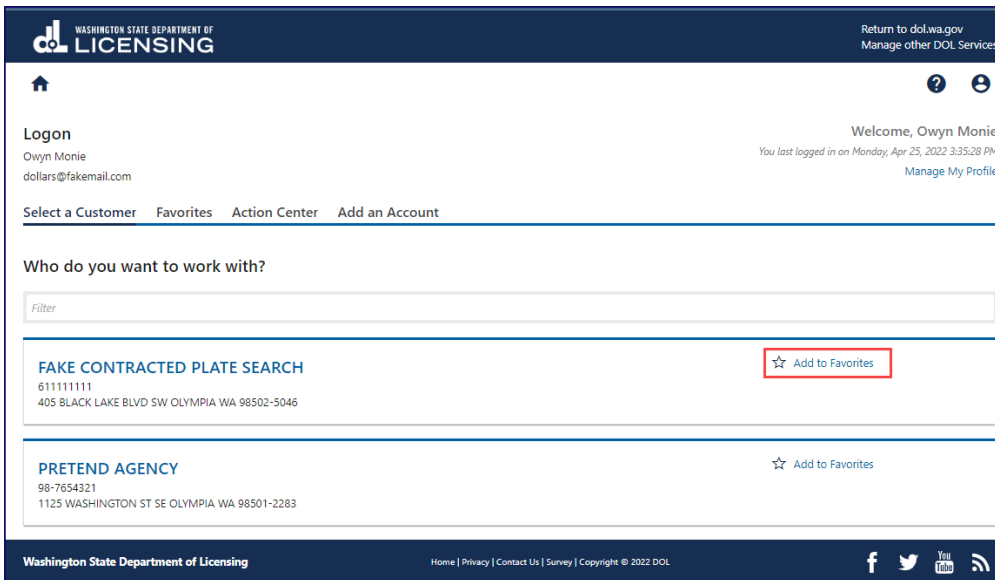 WASHINGTON STATE DEPARTMENT OF
LICENSING
Return to dol.wa.gov
Manage other DOL Services
Logon
Owyn Monie
dollars@fakemail.com
Welcome, Owyn Monie
You last logged in on Monday, Apr 25, 2022 3:35:28 PM
Manage My Profile
Select a Customer Favorites Action Center Add an Account
Who do you want to work with?
Filter
FAKE CONTRACTED PLATE SEARCH
611111111
405 BLACK LAKE BLVD SW OLYMPIA WA 98502-5046
Add to Favorites
PRETEND AGENCY
98-7654321
1125 WASHINGTON ST SE OLYMPIA WA 98501-2283
Add to Favorites
Washington State Department of Licensing
Home | Privacy | Contact Us | Survey | Copyright © 2022 DOL
You
Tube